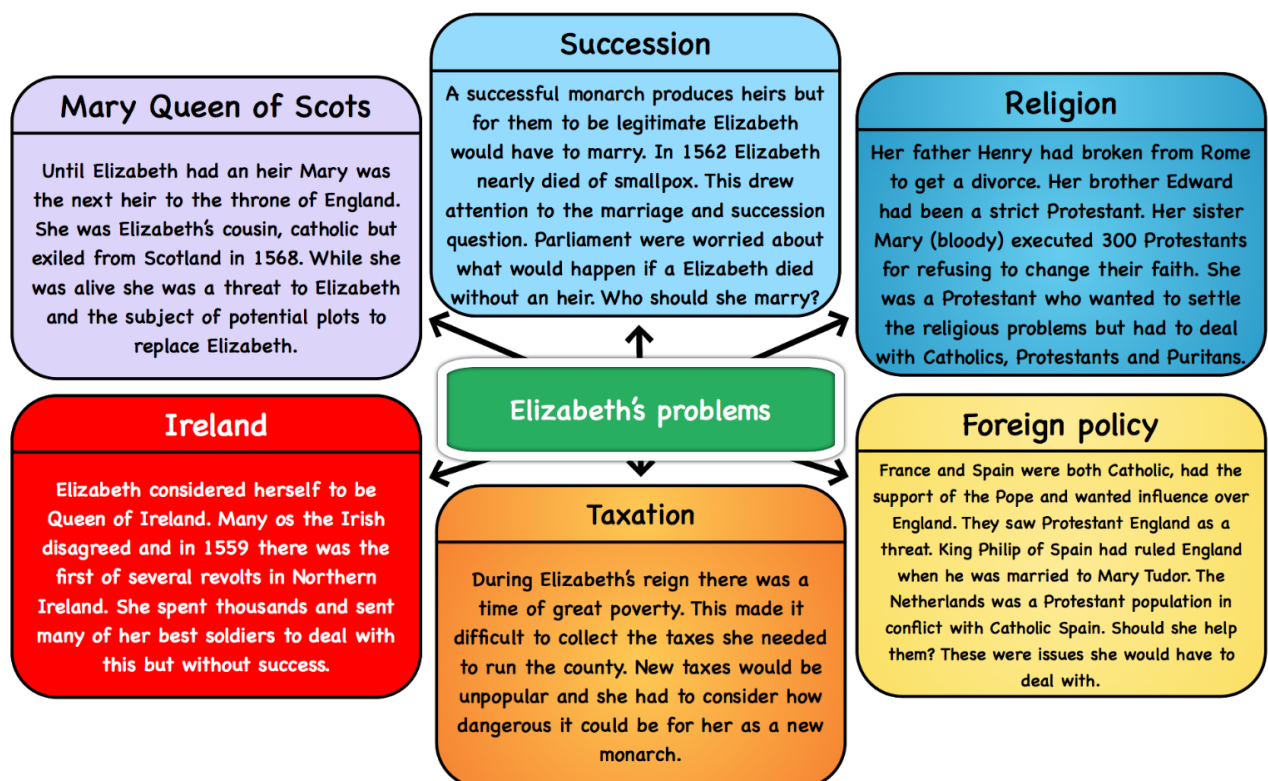 Succession
A successful monarch produces heirs but
for them to be legitimate Elizabeth
would have to marry. In 1562 Elizabeth
nearly died of smallpox. This drew
attention to the marriage and succession
question. Parliament were worried about
what would happen if a Elizabeth died
without an heir. Who should she marry?
Mary Queen of Scots
Until Elizabeth had an heir Mary was
the next heir to the throne of England.
She was Elizabeth's cousin, catholic but
exiled from Scotland in 1568. While she
was alive she was a threat to Elizabeth
and the subject of potential plots to
replace Elizabeth.
Religion
Her father Henry had broken from Rome
to get a divorce. Her brother Edward
had been a strict Protestant. Her sister
Mary (bloody) executed 300 Protestants
for refusing to change their faith. She
was a Protestant who wanted to settle
the religious problems but had to deal
with Catholics, Protestants and Puritans.
Elizabeth's problems
Ireland
Elizabeth considered herself to be
Queen of Ireland. Many os the Irish
disagreed and in 1559 there was the
first of several revolts in Northern
Ireland. She spent thousands and sent
many of her best soldiers to deal with
this but without success.
Taxation
During Elizabeth's reign there was a
time of great poverty. This made it
difficult to collect the taxes she needed
to run the county. New taxes would be
unpopular and she had to consider how
dangerous it could be for her as a new
monarch.
Foreign policy
France and Spain were both Catholic, had the
support of the Pope and wanted influence over
England. They saw Protestant England as a
threat. King Philip of Spain had ruled England
when he was married to Mary Tudor. The
Netherlands was a Protestant population in
conflict with Catholic Spain. Should she help
them? These were issues she would have to
deal with.